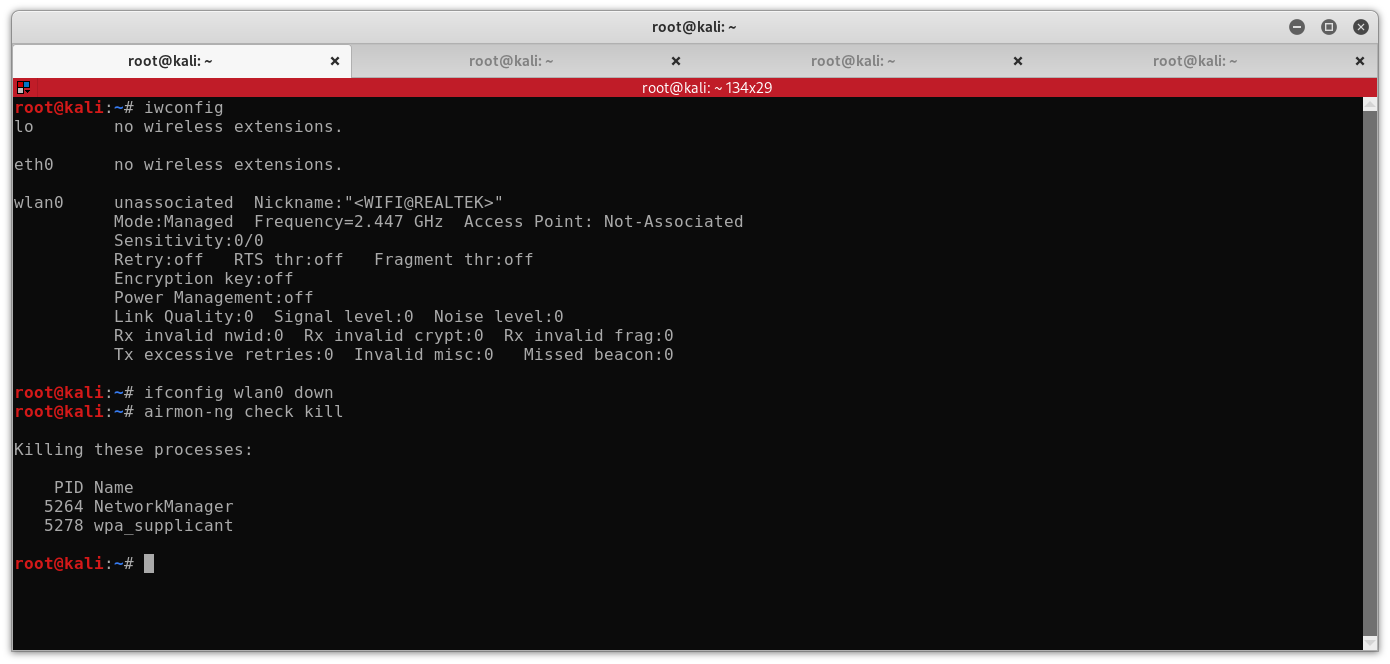 root@kali: ~
root@kali: ~ root@kali: ~ root@kali: ~ root@kali: ~
root@kali: ~ 134x29
root@kali:~# iwconfig
lo        no wireless extensions.
eth0      no wireless extensions.
wlan0     unassociated  Nickname:"<WIFI@REALTEK>"
          Mode:Managed  Frequency=2.447 GHz  Access Point: Not-Associated
          Sensitivity:0/0
          Retry:off   RTS thr:off   Fragment thr:off
          Encryption key:off
          Power Management:off
          Link Quality:0  Signal level:0  Noise level:0
          Rx invalid nwid:0  Rx invalid crypt:0  Rx invalid frag:0
          Tx excessive retries:0  Invalid misc:0   Missed beacon:0
root@kali:~# ifconfig wlan0 down
root@kali:~# airmon-ng check kill
Killing these processes:
    PID Name
   5264 NetworkManager
   5278 wpa_supplicant
root@kali:~#